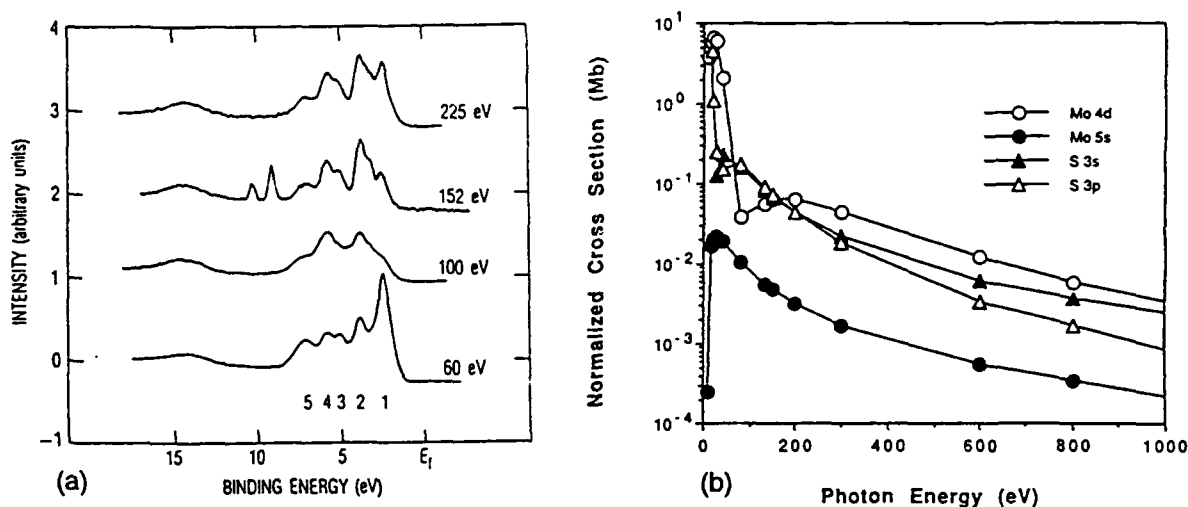 4
3
2
1
0
−1
INTENSITY (arbitrary units)
225 eV
152 eV
100 eV
60 eV
5 4 3 2 1
15 10 5 Ef
BINDING ENERGY (eV)
(a)
10^1
10^0
10^-1
10^-2
10^-3
10^-4
Normalized Cross Section (Mb)
Mo 4d
Mo 5s
S 3s
S 3p
0 200 400 600 800 1000
Photon Energy (eV)
(b)